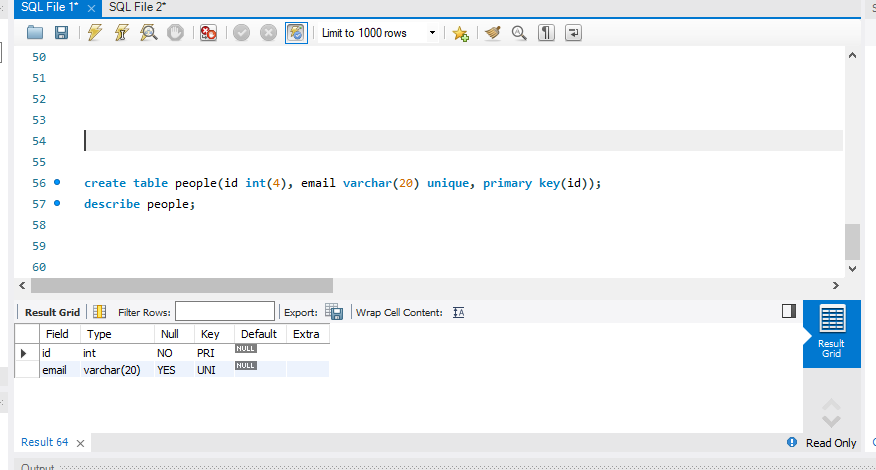 SQL File 1* × SQL File 2*
Limit to 1000 rows
50
51
52
53
54
55
56 create table people(id int(4), email varchar(20) unique, primary key(id));
57 describe people;
58
59
60
Result Grid Filter Rows: Export: Wrap Cell Content:
Field Type Null Key Default Extra
id int NO PRI NULL
email varchar(20) YES UNI NULL
Result
Grid
Result 64 × Read Only
Output